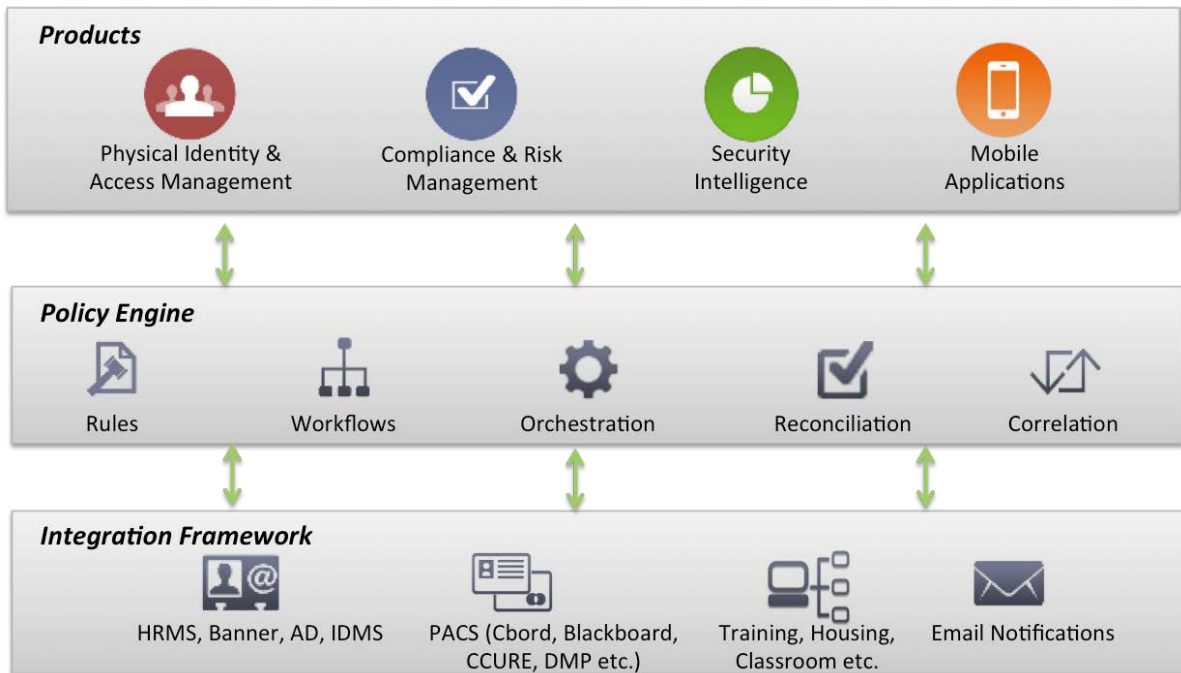 Products
Physical Identity &
Access Management
Compliance & Risk
Management
Security
Intelligence
Mobile
Applications
Policy Engine
Rules
Workflows
Orchestration
Reconciliation
Correlation
Integration Framework
HRMS, Banner, AD, IDMS
PACS (Cbord, Blackboard,
CCURE, DMP etc.)
Training, Housing,
Classroom etc.
Email Notifications